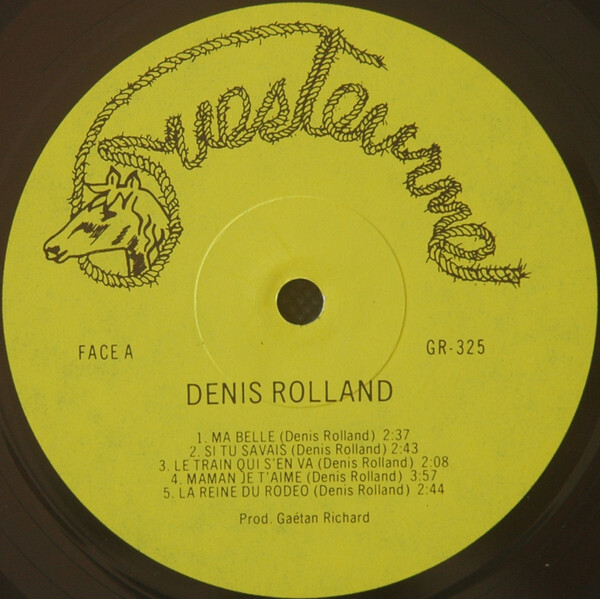 OuesTeurne
FACE A
GR-325
DENIS ROLLAND
1. MA BELLE (Denis Rolland) 2:37
2. SI TU SAVAIS (Denis Rolland) 2:43
3. LE TRAIN QUI S'EN VA (Denis Rolland) 2:08
4. MAMAN JE T'AIME (Denis Rolland) 3:57
5. LA REINE DU RODEO (Denis Rolland) 2:44
Prod. Gaétan Richard